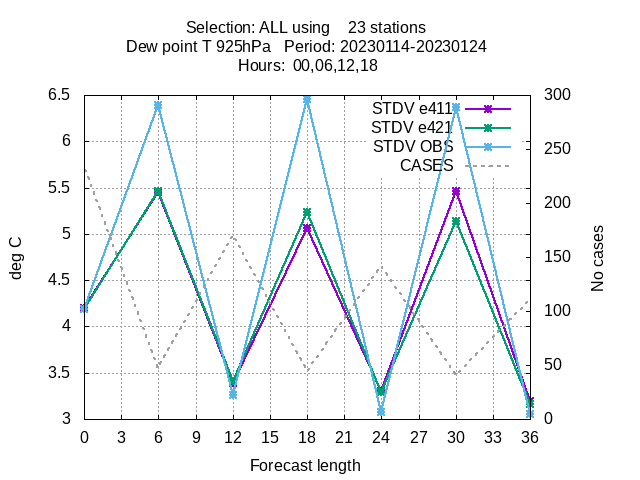 Selection: ALL using 23 stations
Dew point T 925hPa Period: 20230114-20230124
Hours: 00,06,12,18
STDV e411
STDV e421
STDV OBS
CASES
deg C
6.5
6
5.5
5
4.5
4
3.5
3
300
250
200
150
100
50
0
No cases
0 3 6 9 12 15 18 21 24 27 30 33 36
Forecast length